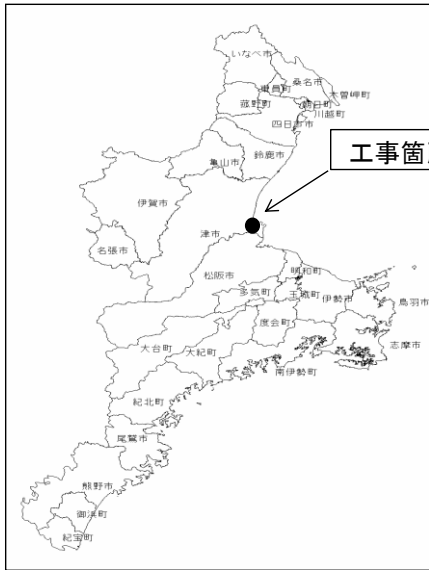 いなべ市
東員町
桑名市
木曽岬町
菰野町
朝日町
川越町
四日市市
工事箇
亀山市
鈴鹿市
伊賀市
津市
名張市
松阪市
明和町
多気町
玉城町
伊勢市
鳥羽市
度会町
志摩市
大台町
大紀町
南伊勢町
紀北町
尾鷲市
熊野市
御浜町
紀宝町